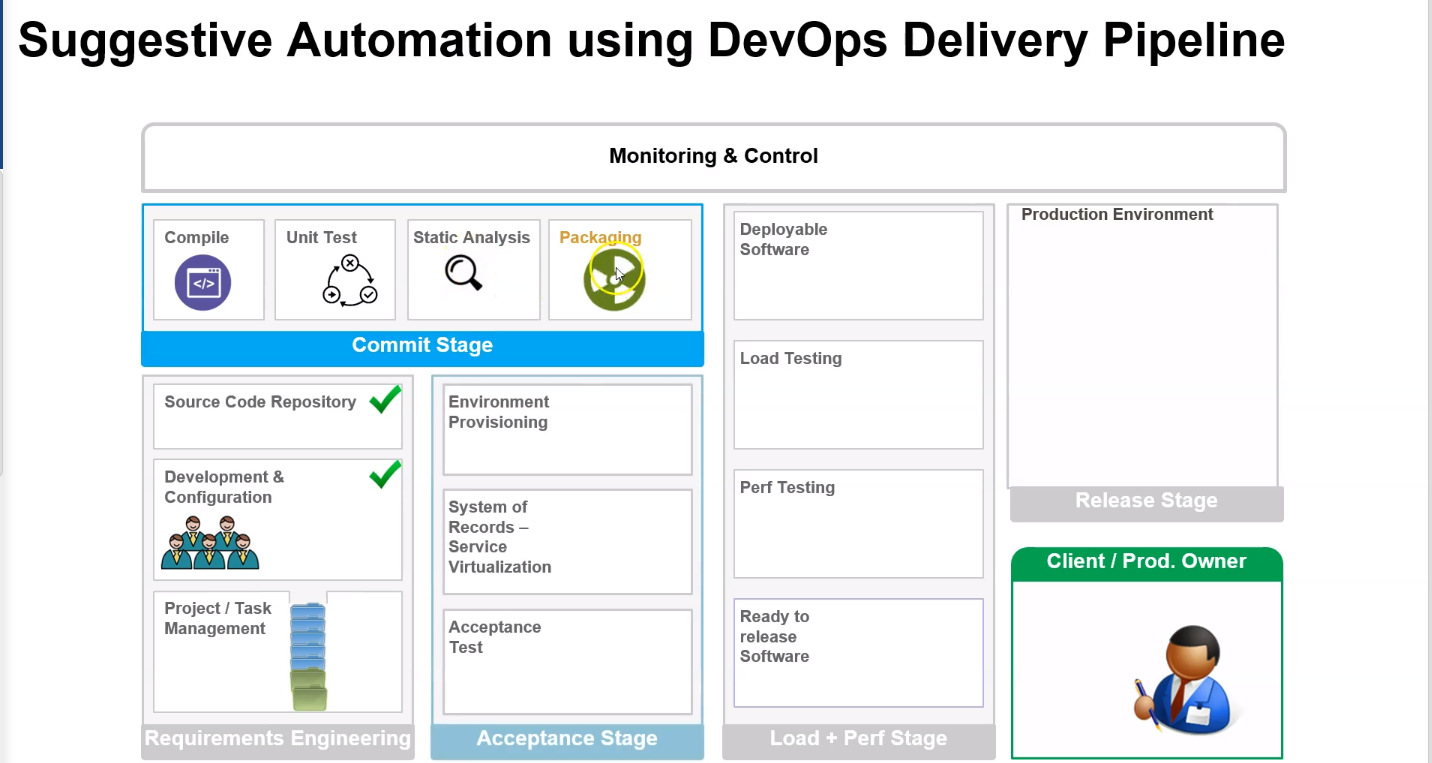 Suggestive Automation using DevOps Delivery Pipeline
Monitoring & Control
Compile
</>
Unit Test
Static Analysis
Packaging
Commit Stage
Source Code Repository
Development &
Configuration
Project / Task
Management
Requirements Engineering
Environment
Provisioning
System of
Records –
Service
Virtualization
Acceptance
Test
Acceptance Stage
Deployable
Software
Load Testing
Perf Testing
Ready to
release
Software
Load + Perf Stage
Production Environment
Release Stage
Client / Prod. Owner